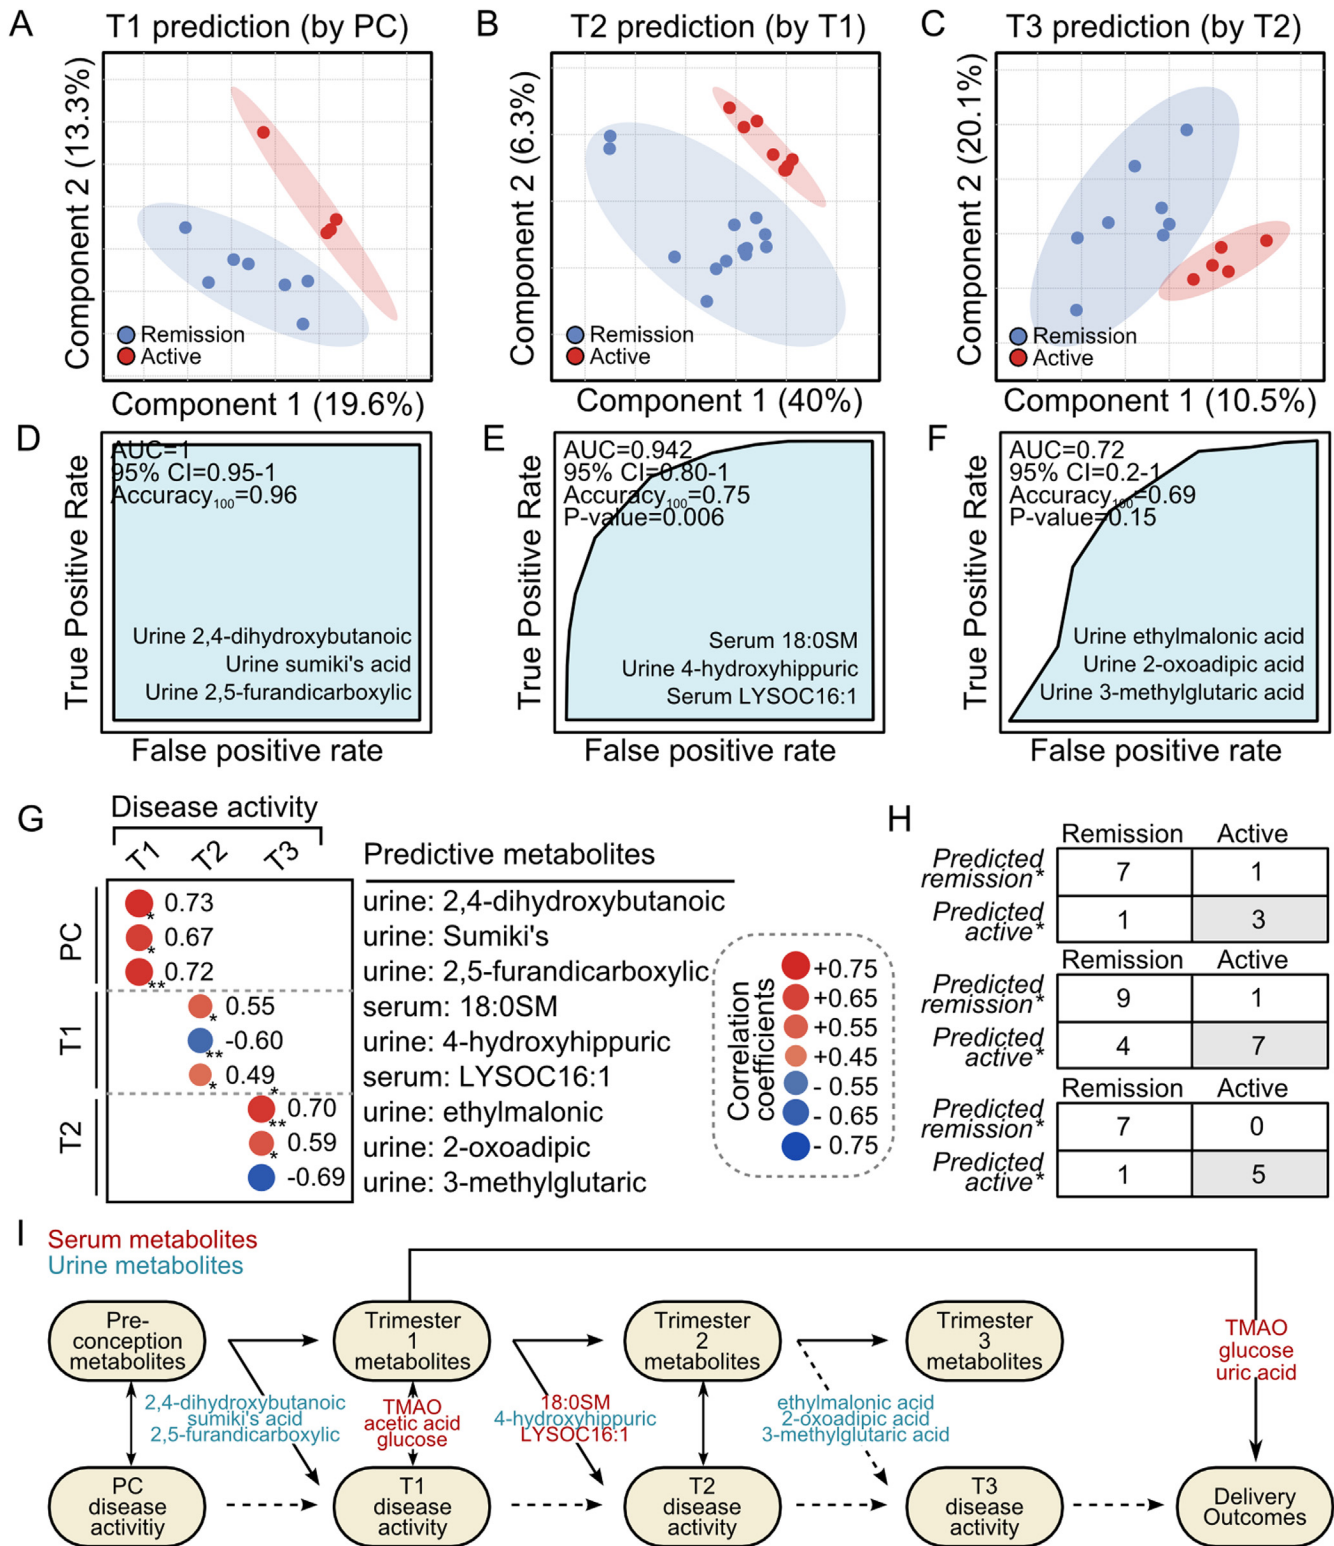 A
T1 prediction (by PC)
Component 2 (13.3%)
Remission
Active
Component 1 (19.6%)
B
T2 prediction (by T1)
Component 2 (6.3%)
Remission
Active
Component 1 (40%)
C
T3 prediction (by T2)
Component 2 (20.1%)
Remission
Active
Component 1 (10.5%)
D
True Positive Rate
AUC=1
95% CI=0.95-1
Accuracy100=0.96
Urine 2,4-dihydroxybutanoic
Urine sumiki's acid
Urine 2,5-furandicarboxylic
False positive rate
E
True Positive Rate
AUC=0.942
95% CI=0.80-1
Accuracy100=0.75
P-value=0.006
Serum 18:0SM
Urine 4-hydroxyhippuric
Serum LYSOC16:1
False positive rate
F
True Positive Rate
AUC=0.72
95% CI=0.2-1
Accuracy100=0.69
P-value=0.15
Urine ethylmalonic acid
Urine 2-oxoadipic acid
Urine 3-methylglutaric acid
False positive rate
G
Disease activity
T1 T2 T3
Predictive metabolites
PC
0.73 * urine: 2,4-dihydroxybutanoic
0.67 * urine: Sumiki's
0.72 ** urine: 2,5-furandicarboxylic
T1
0.55 * serum: 18:0SM
-0.60 ** urine: 4-hydroxyhippuric
0.49 * serum: LYSOC16:1
*
T2
0.70 ** urine: ethylmalonic
0.59 * urine: 2-oxoadipic
-0.69 urine: 3-methylglutaric
Correlation
coefficients
+0.75
+0.65
+0.55
+0.45
- 0.55
- 0.65
- 0.75
H
Remission Active
Predicted
remission* 7 1
Predicted
active* 1 3
Remission Active
Predicted
remission* 9 1
Predicted
active* 4 7
Remission Active
Predicted
remission* 7 0
Predicted
active* 1 5
I
Serum metabolites
Urine metabolites
Pre-
conception
metabolites
Trimester
1
metabolites
Trimester
2
metabolites
Trimester
3
metabolites
TMAO
glucose
uric acid
2,4-dihydroxybutanoic
sumiki's acid
2,5-furandicarboxylic
TMAO
acetic acid
glucose
18:0SM
4-hydroxyhippuric
LYSOC16:1
ethylmalonic acid
2-oxoadipic acid
3-methylglutaric acid
PC
disease
activitiy
T1
disease
activity
T2
disease
activity
T3
disease
activity
Delivery
Outcomes